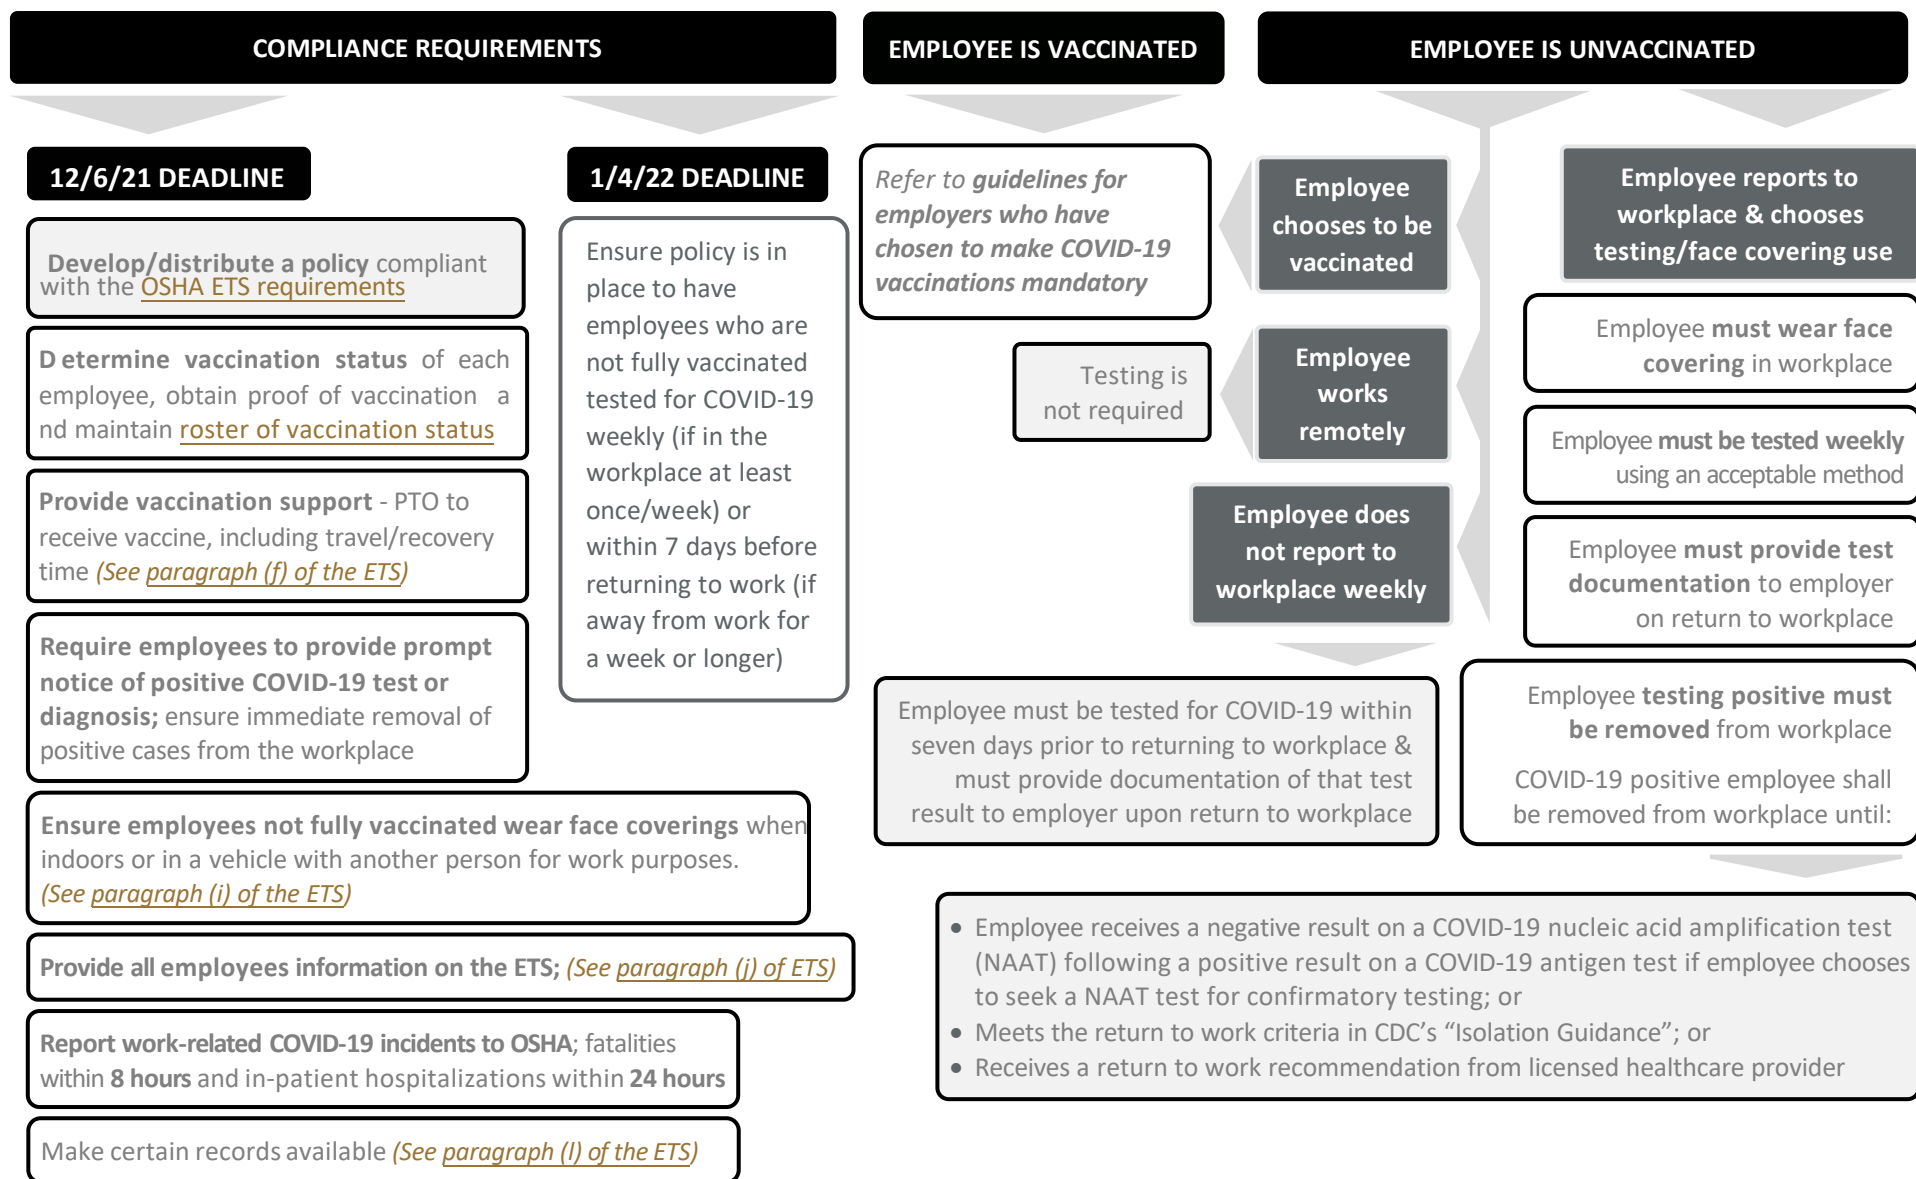 COMPLIANCE REQUIREMENTS
12/6/21 DEADLINE
Develop/distribute a policy compliant
with the OSHA ETS requirements
D etermine vaccination status of each
employee, obtain proof of vaccination a
nd maintain roster of vaccination status
Provide vaccination support - PTO to
receive vaccine, including travel/recovery
time (See paragraph (f) of the ETS)
Require employees to provide prompt
notice of positive COVID-19 test or
diagnosis; ensure immediate removal of
positive cases from the workplace
Ensure employees not fully vaccinated wear face coverings when
indoors or in a vehicle with another person for work purposes.
(See paragraph (i) of the ETS)
Provide all employees information on the ETS; (See paragraph (j) of ETS)
Report work-related COVID-19 incidents to OSHA; fatalities
within 8 hours and in-patient hospitalizations within 24 hours
Make certain records available (See paragraph (l) of the ETS)
1/4/22 DEADLINE
Ensure policy is in
place to have
employees who are
not fully vaccinated
tested for COVID-19
weekly (if in the
workplace at least
once/week) or
within 7 days before
returning to work (if
away from work for
a week or longer)
EMPLOYEE IS VACCINATED
Refer to guidelines for
employers who have
chosen to make COVID-19
vaccinations mandatory
EMPLOYEE IS UNVACCINATED
Employee
chooses to be
vaccinated
Employee
works
remotely
Testing is
not required
Employee does
not report to
workplace weekly
Employee must be tested for COVID-19 within
seven days prior to returning to workplace &
must provide documentation of that test
result to employer upon return to workplace
Employee reports to
workplace & chooses
testing/face covering use
Employee must wear face
covering in workplace
Employee must be tested weekly
using an acceptable method
Employee must provide test
documentation to employer
on return to workplace
Employee testing positive must
be removed from workplace
COVID-19 positive employee shall
be removed from workplace until:
• Employee receives a negative result on a COVID-19 nucleic acid amplification test
(NAAT) following a positive result on a COVID-19 antigen test if employee chooses
to seek a NAAT test for confirmatory testing; or
• Meets the return to work criteria in CDC's “Isolation Guidance”; or
• Receives a return to work recommendation from licensed healthcare provider